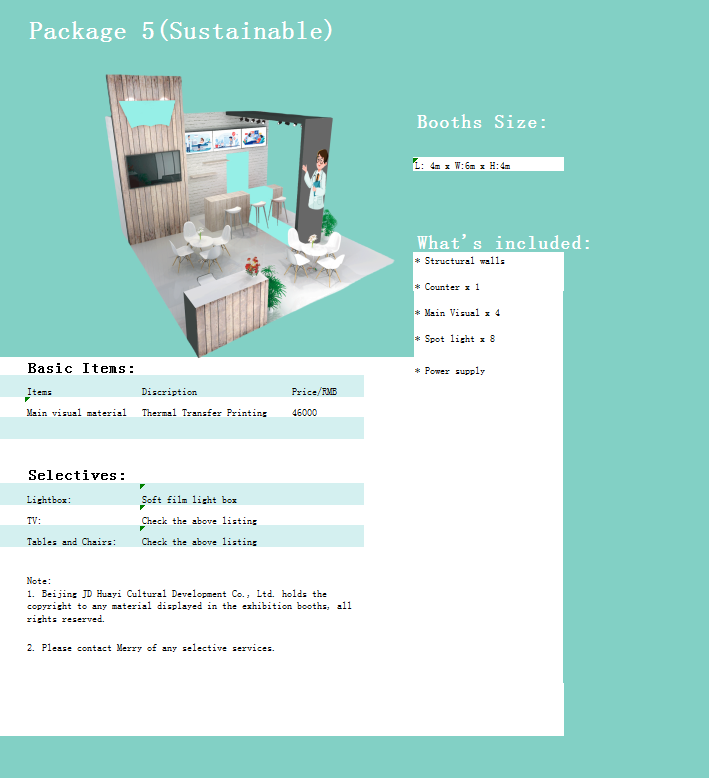 Package 5(Sustainable)
Booths Size:
L: 4m x W:6m x H:4m
What's included:
* Structural walls
* Counter x 1
* Main Visual x 4
* Spot light x 8
* Power supply
Basic Items:
Items Discription Price/RMB
Main visual material Thermal Transfer Printing 46000
Selectives:
Lightbox: Soft film light box
TV: Check the above listing
Tables and Chairs: Check the above listing
Note:
1. Beijing JD Huayi Cultural Development Co., Ltd. holds the
copyright to any material displayed in the exhibition booths, all
rights reserved.
2. Please contact Merry of any selective services.